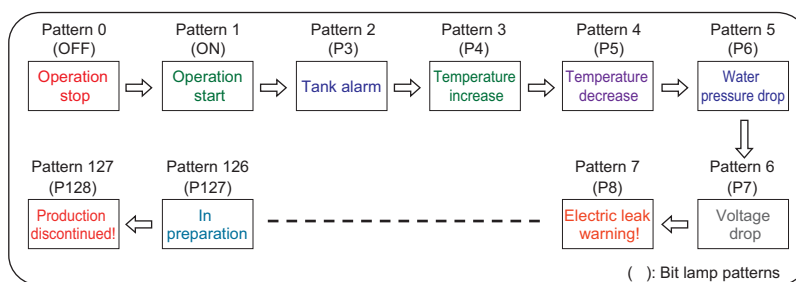 Pattern 0
(OFF)
Operation
stop
Pattern 1
(ON)
Operation
start
Pattern 2
(P3)
Tank alarm
Pattern 3
(P4)
Temperature
increase
Pattern 4
(P5)
Temperature
decrease
Pattern 5
(P6)
Water
pressure drop
Pattern 6
(P7)
Voltage
drop
Pattern 7
(P8)
Electric leak
warning!
Pattern 126
(P127)
In
preparation
Pattern 127
(P128)
Production
discontinued!
( ): Bit lamp patterns